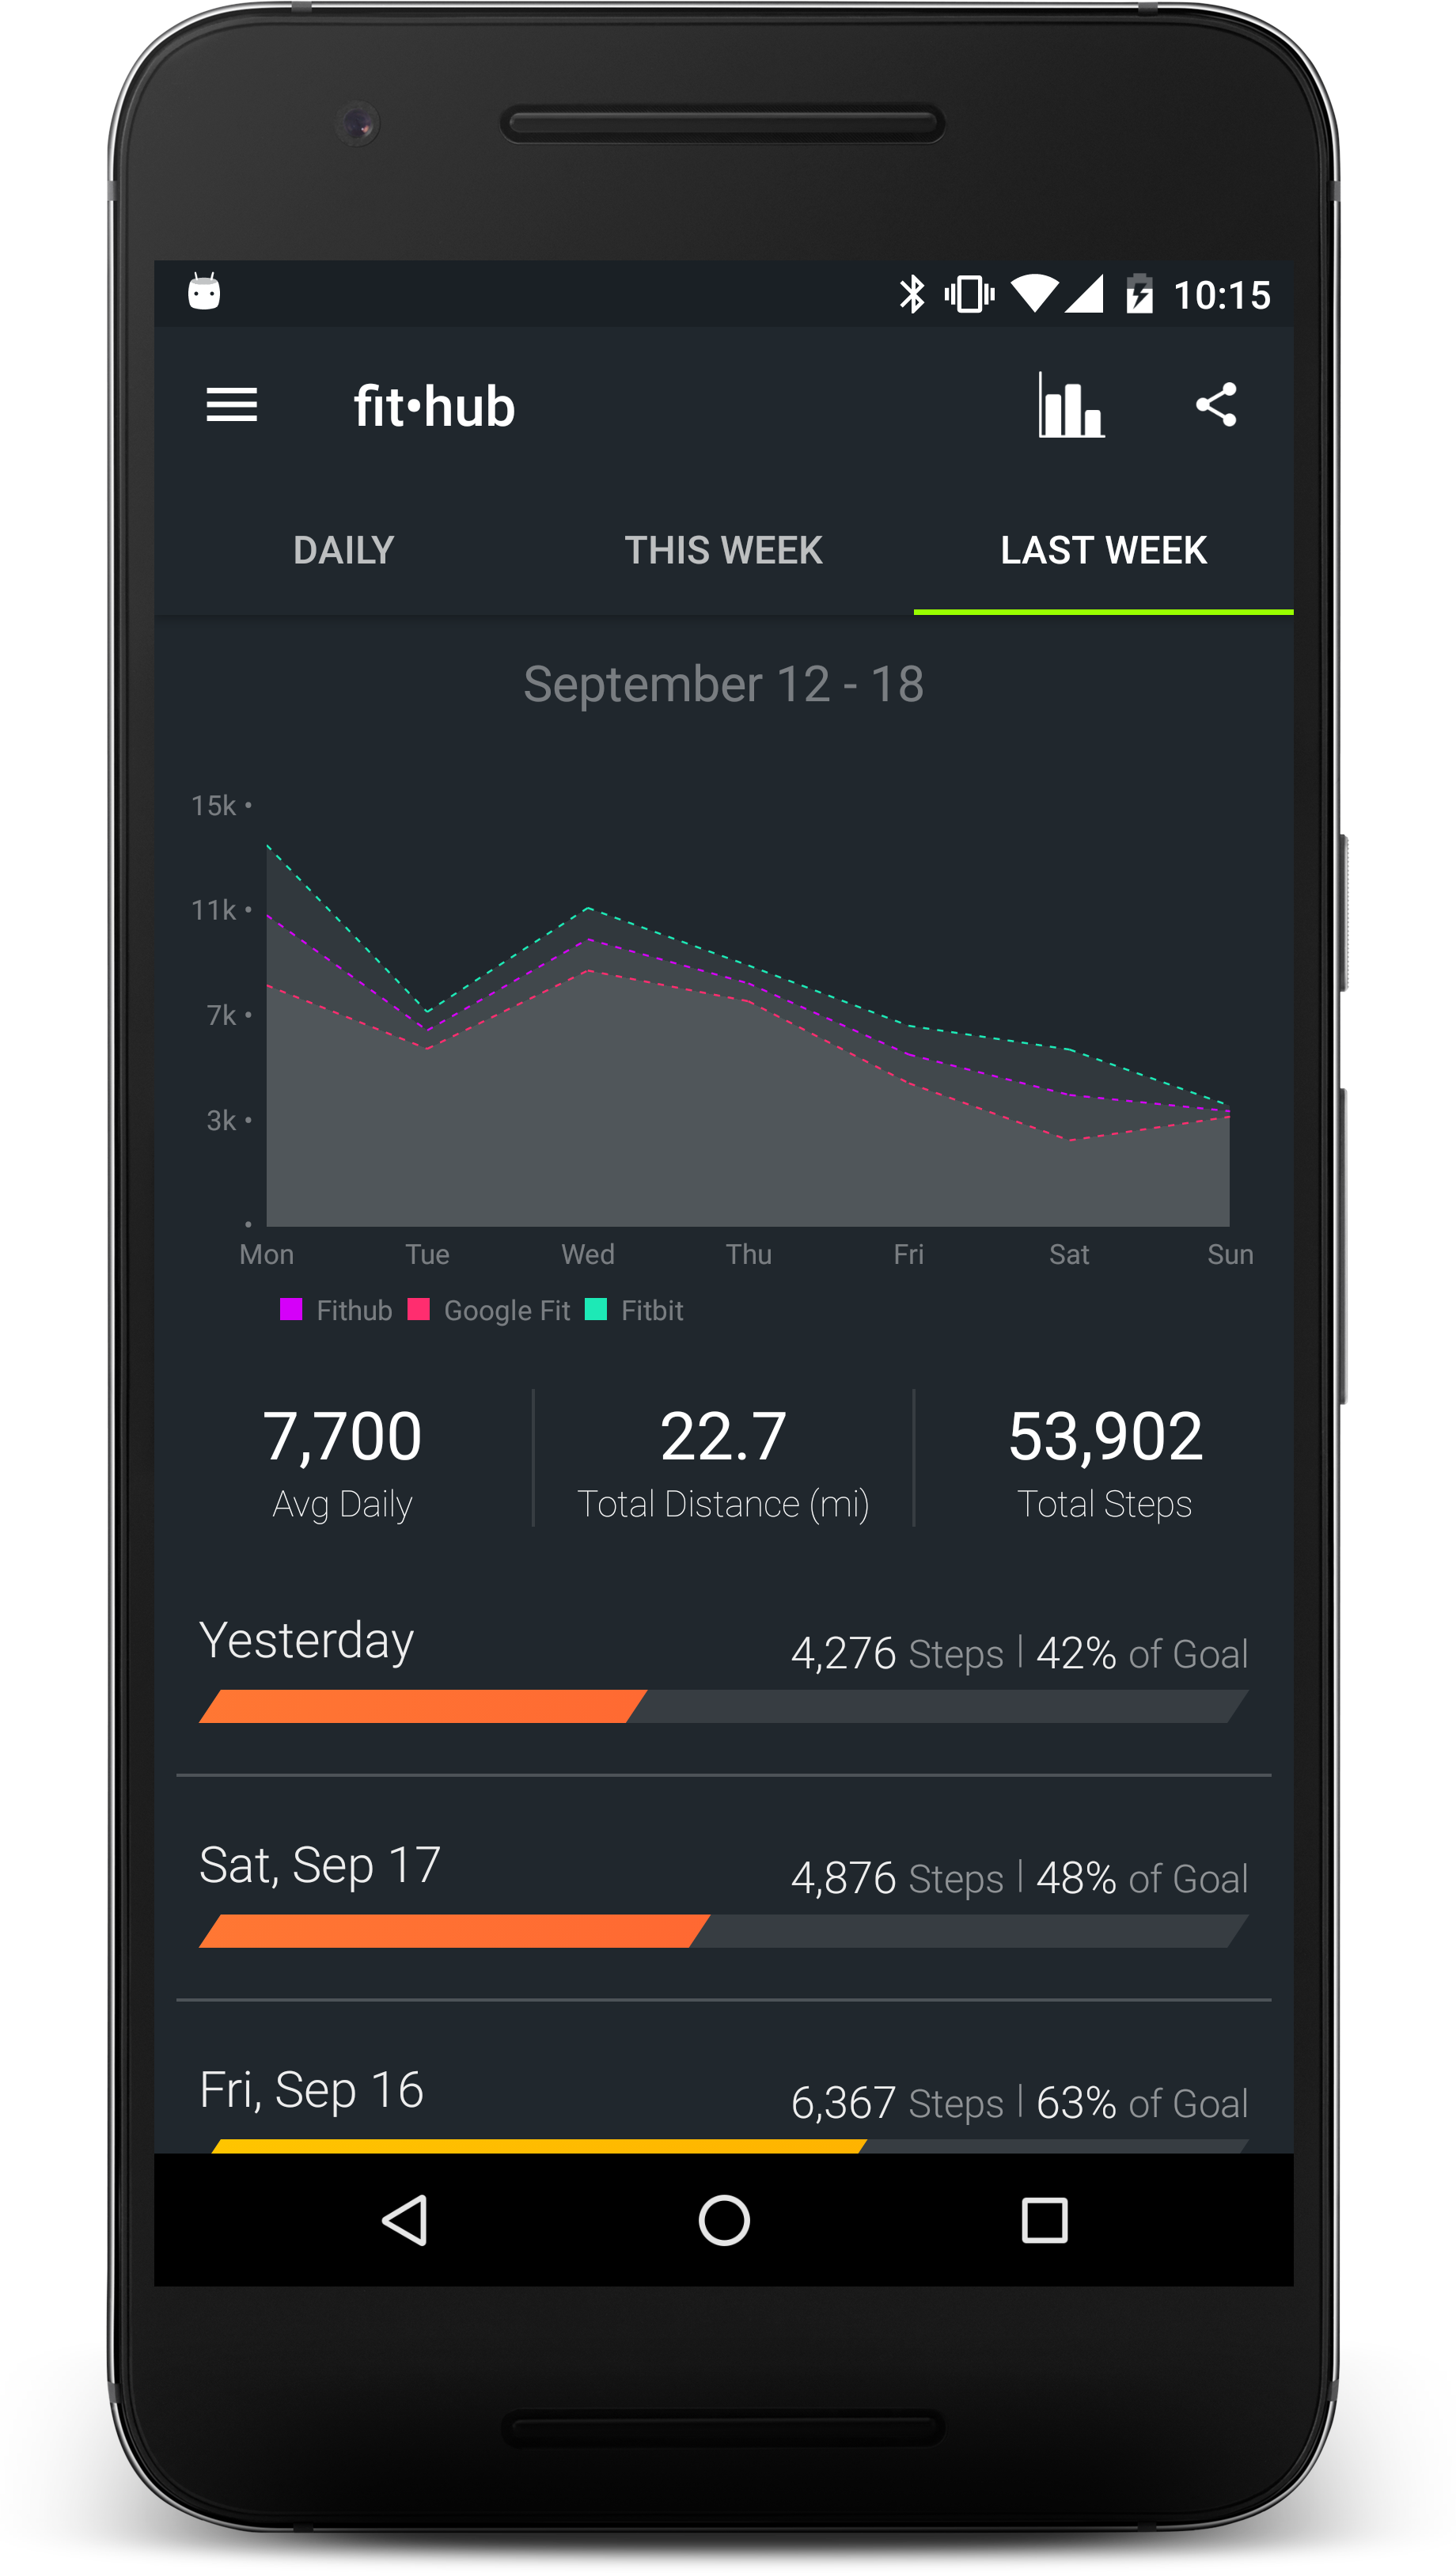 10:15
fit•hub
DAILY THIS WEEK LAST WEEK
September 12 - 18
15k •
11k •
7k •
3k •
•
Mon Tue Wed Thu Fri Sat Sun
Fithub Google Fit Fitbit
7,700 22.7 53,902
Avg Daily Total Distance (mi) Total Steps
Yesterday 4,276 Steps | 42% of Goal
Sat, Sep 17 4,876 Steps | 48% of Goal
Fri, Sep 16 6,367 Steps | 63% of Goal